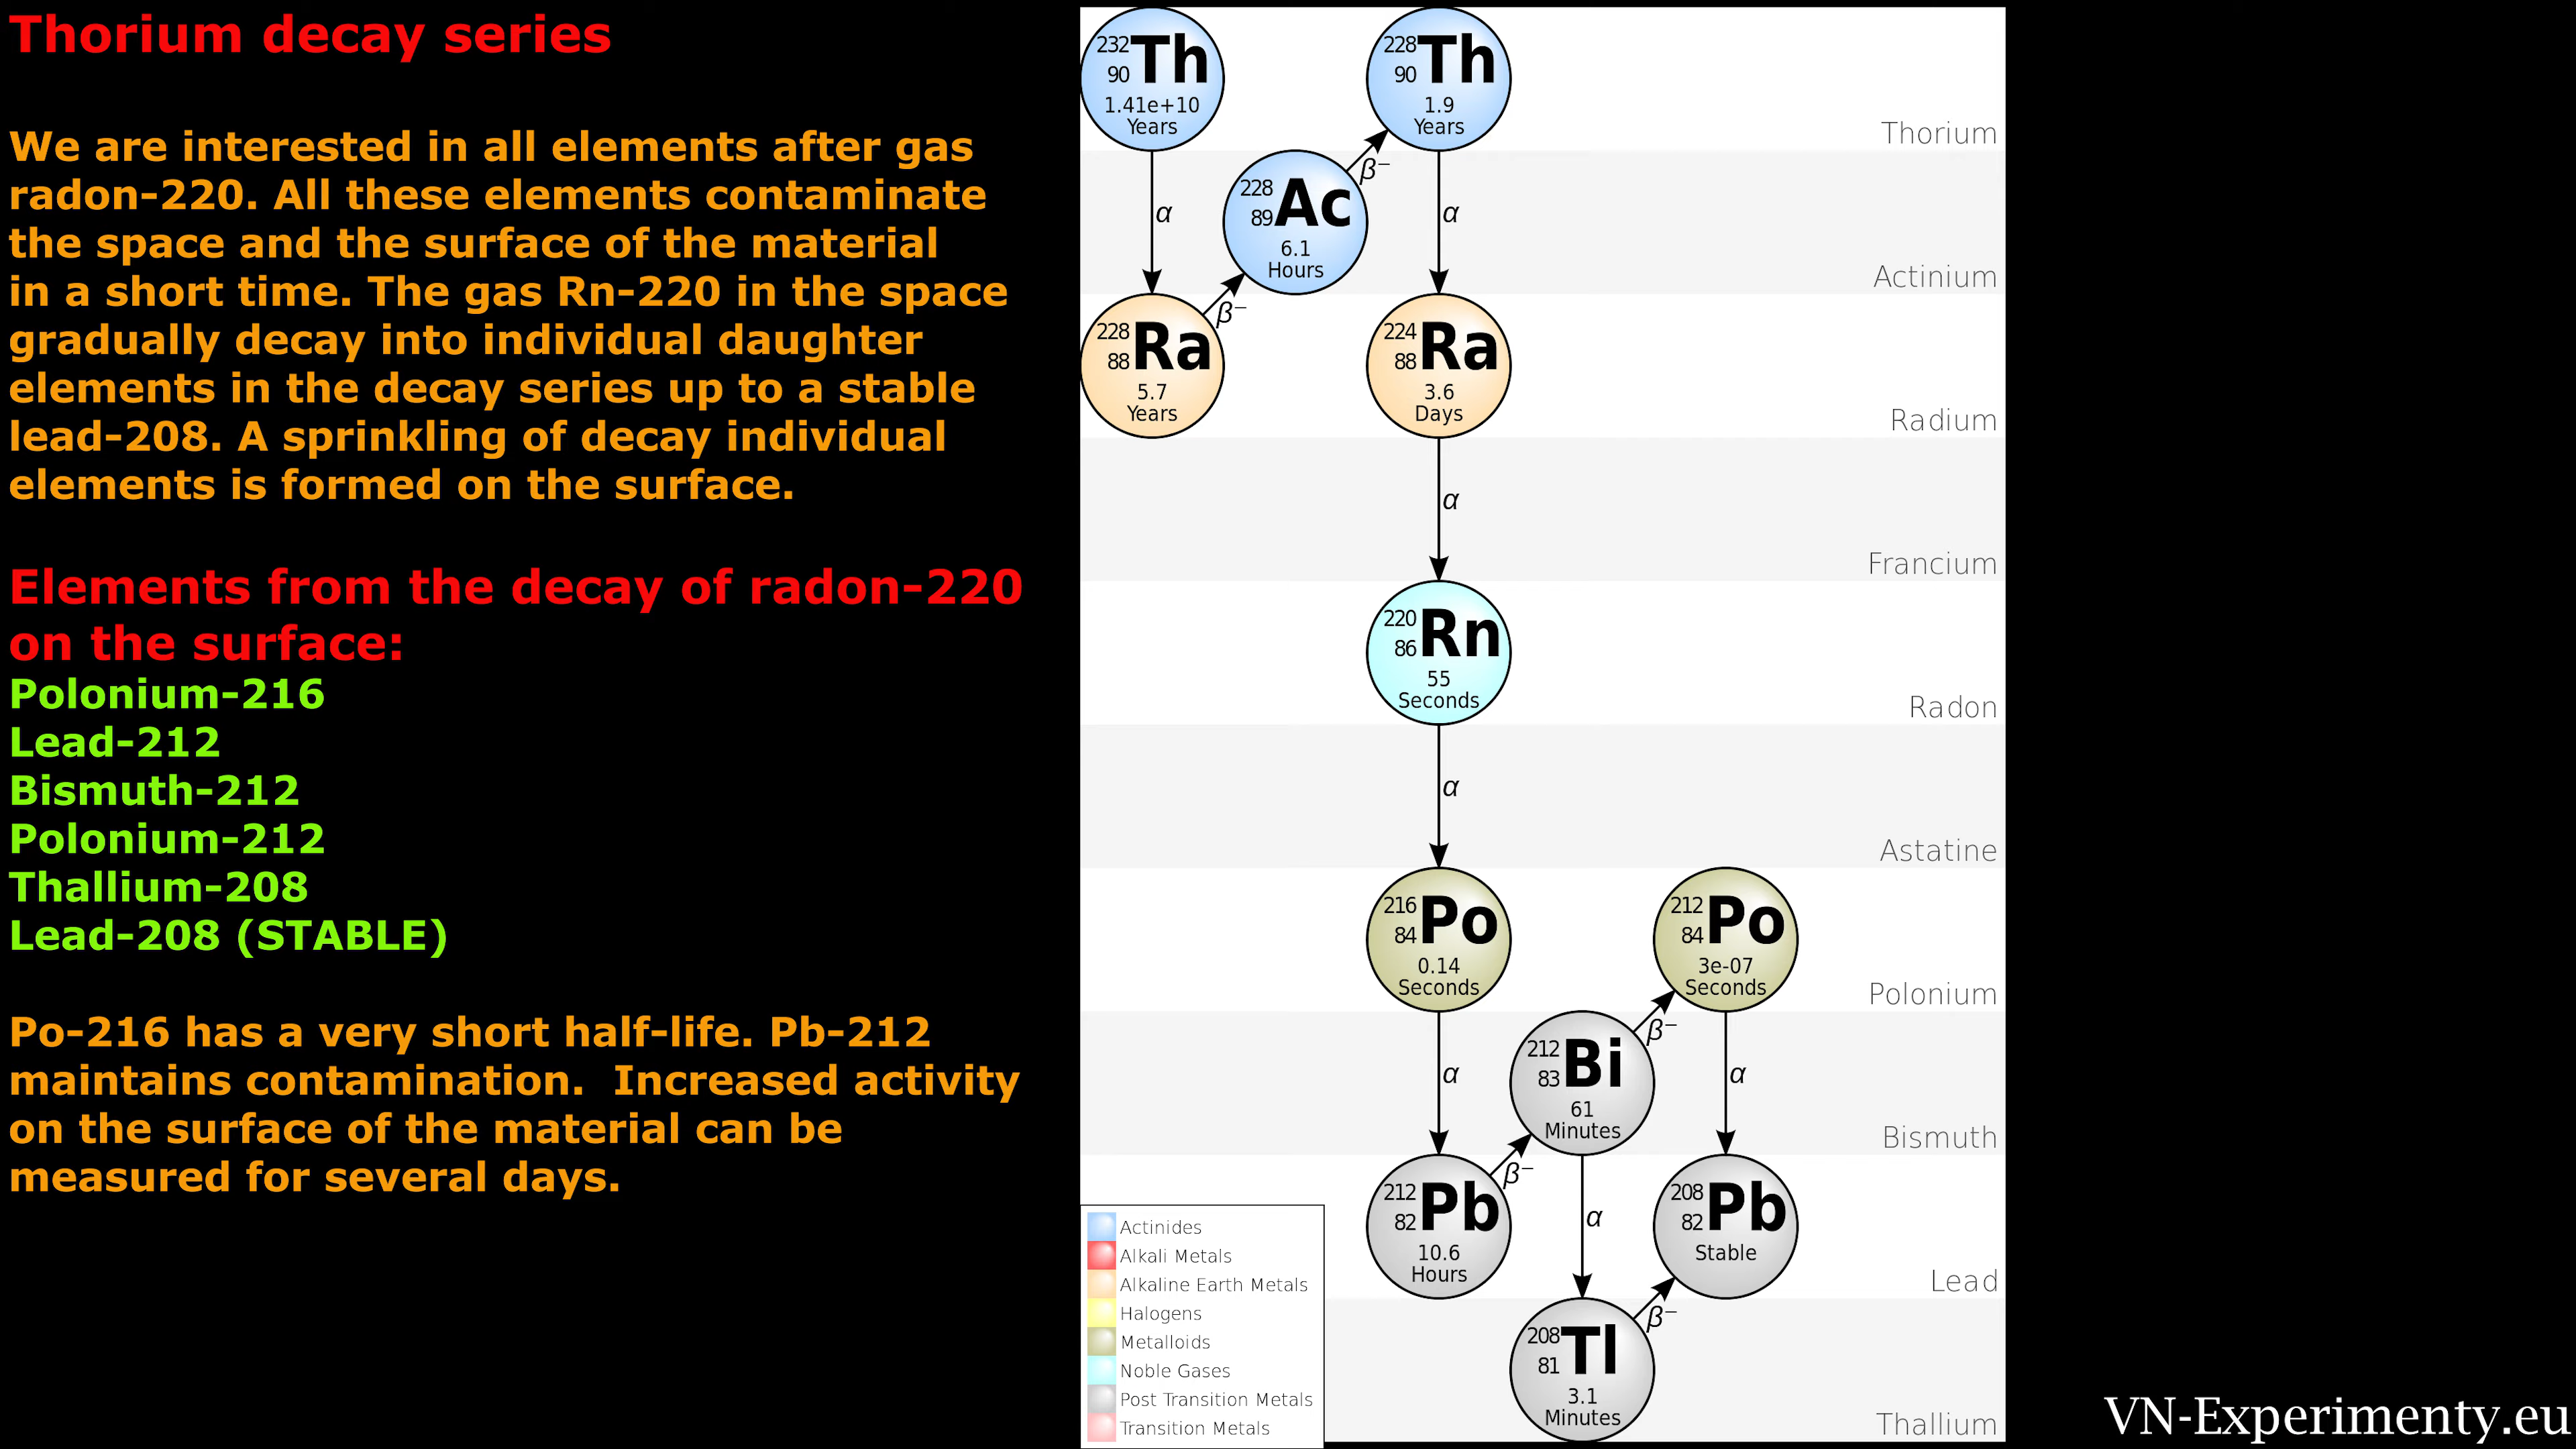 Thorium decay series
We are interested in all elements after gas
radon-220. All these elements contaminate
the space and the surface of the material
in a short time. The gas Rn-220 in the space
gradually decay into individual daughter
elements in the decay series up to a stable
lead-208. A sprinkling of decay individual
elements is formed on the surface.
Elements from the decay of radon-220
on the surface:
Polonium-216
Lead-212
Bismuth-212
Polonium-212
Thallium-208
Lead-208 (STABLE)
Po-216 has a very short half-life. Pb-212
maintains contamination.  Increased activity
on the surface of the material can be
measured for several days.
232 90 Th
1.41e+10
Years
228 90 Th
1.9
Years
Thorium
α
β−
α
228 89 Ac
6.1
Hours
Actinium
β−
228 88 Ra
5.7
Years
224 88 Ra
3.6
Days
Radium
α
Francium
220 86 Rn
55
Seconds
Radon
α
Astatine
216 84 Po
0.14
Seconds
212 84 Po
3e-07
Seconds
Polonium
α
β−
α
212 83 Bi
61
Minutes
Bismuth
β−
212 82 Pb
10.6
Hours
α
208 82 Pb
Stable
Lead
β−
208 81 Tl
3.1
Minutes
Thallium
Actinides
Alkali Metals
Alkaline Earth Metals
Halogens
Metalloids
Noble Gases
Post Transition Metals
Transition Metals
VN-Experimenty.eu